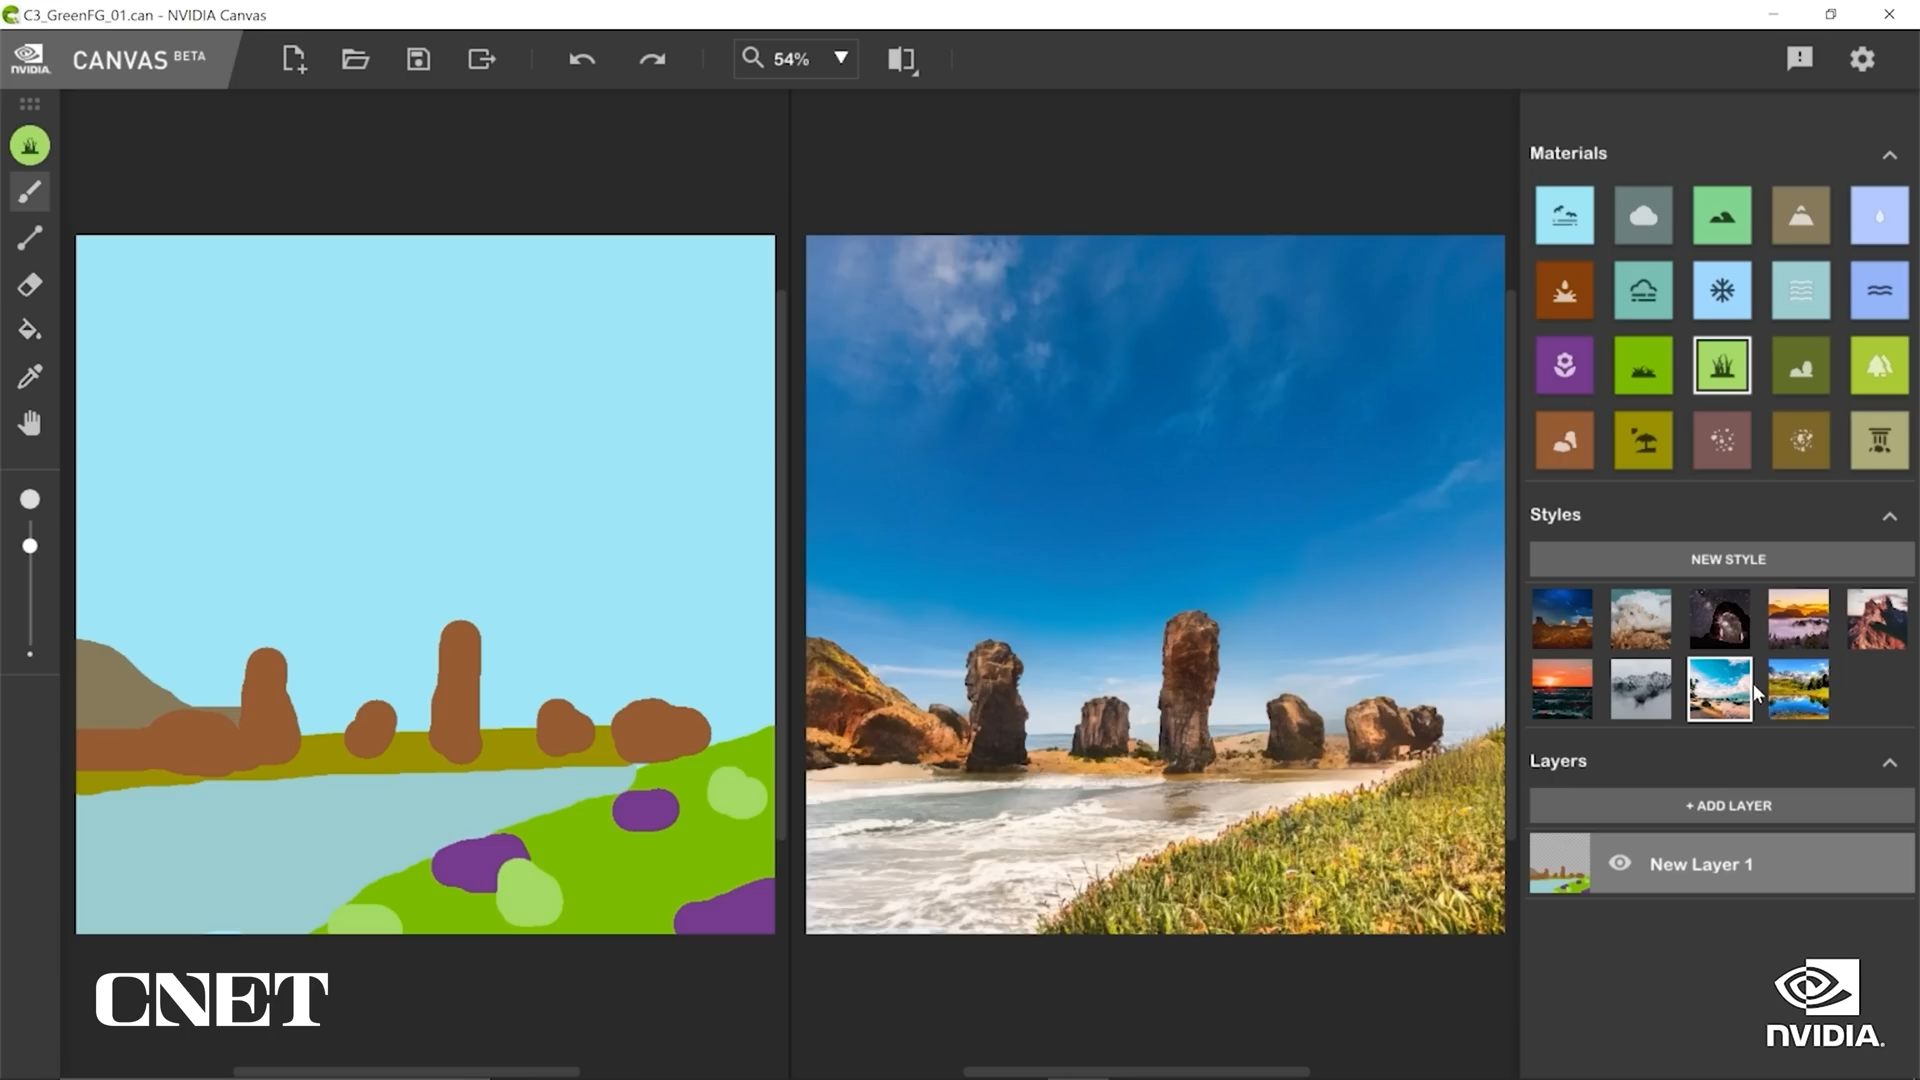 C3_GreenFG_01.can - NVIDIA Canvas
NVIDIA.
CANVAS BETA
54%
Materials
Styles
NEW STYLE
Layers
+ ADD LAYER
New Layer 1
CNET
NVIDIA.